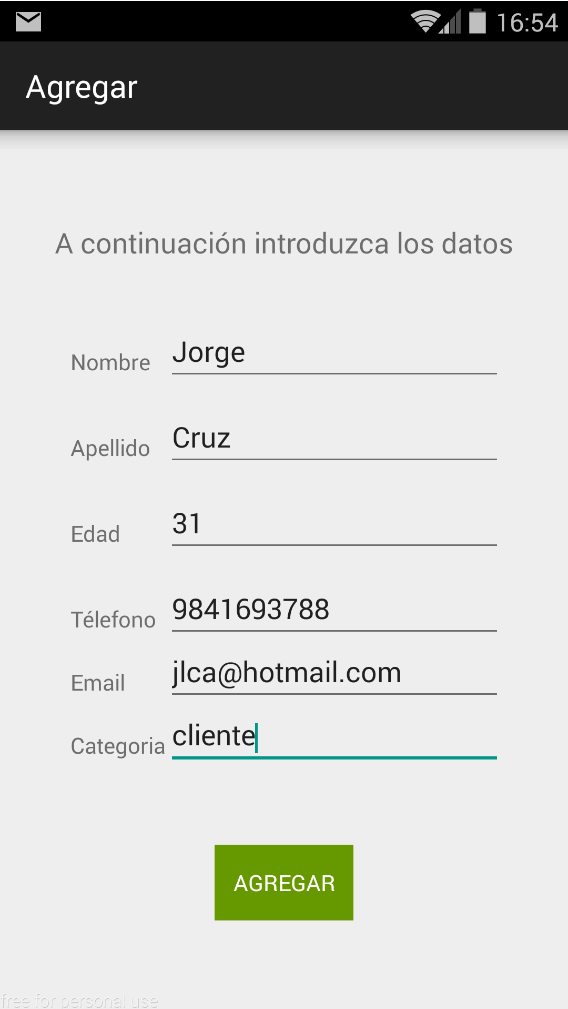 16:54
Agregar
A continuación introduzca los datos
Nombre Jorge
Apellido Cruz
Edad 31
Télefono 9841693788
Email jlca@hotmail.com
Categoria cliente
AGREGAR
free for personal use